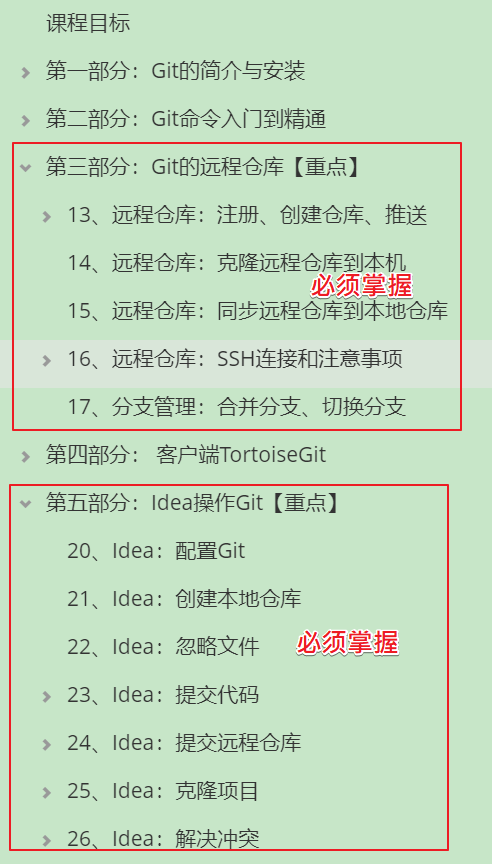 课程目标
第一部分：Git的简介与安装
第二部分：Git命令入门到精通
第三部分：Git的远程仓库【重点】
13、远程仓库：注册、创建仓库、推送
14、远程仓库：克隆远程仓库到本机
必须掌握
15、远程仓库：同步远程仓库到本地仓库
16、远程仓库：SSH连接和注意事项
17、分支管理：合并分支、切换分支
第四部分： 客户端TortoiseGit
第五部分：Idea操作Git【重点】
20、Idea：配置Git
21、Idea：创建本地仓库
22、Idea：忽略文件
必须掌握
23、Idea：提交代码
24、Idea：提交远程仓库
25、Idea：克隆项目
26、Idea：解决冲突